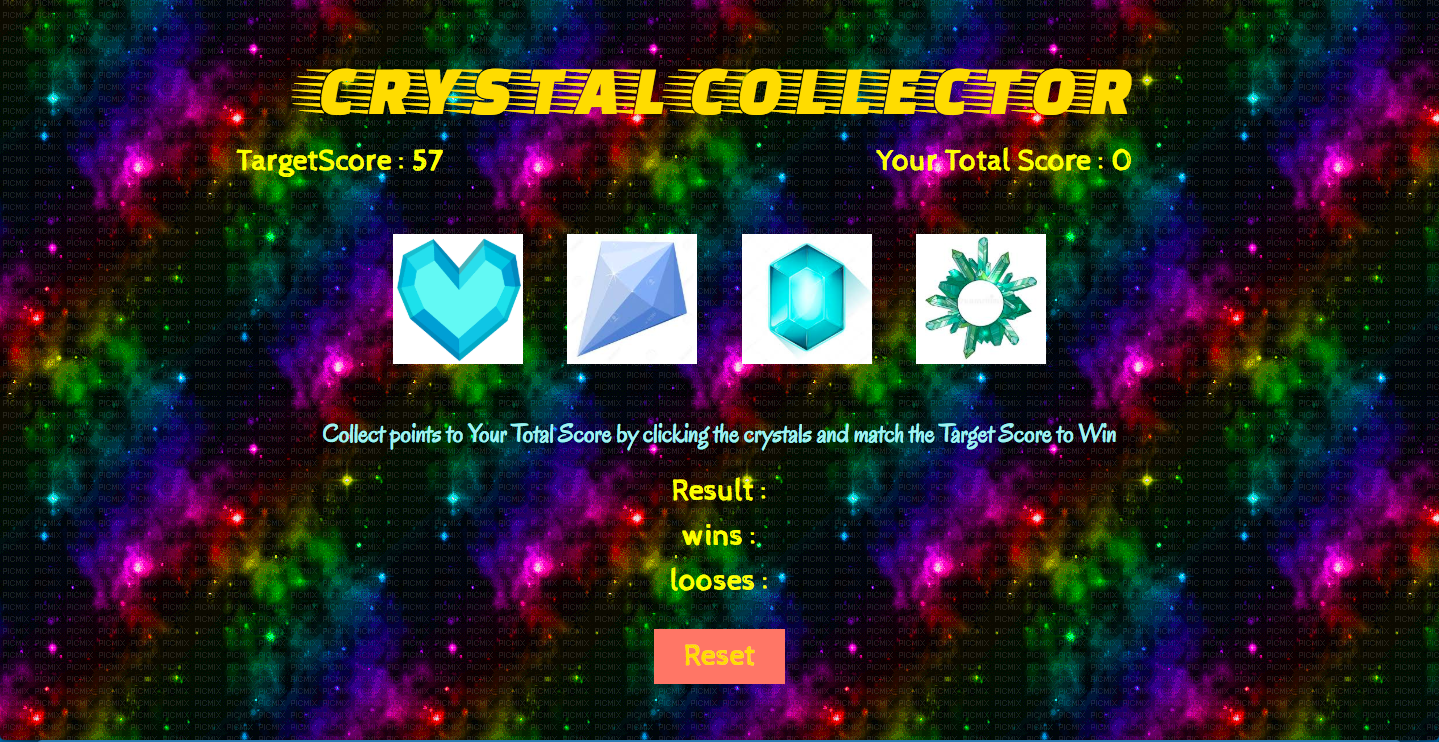 CRYSTAL COLLECTOR
TargetScore : 57
Your Total Score : 0
Collect points to Your Total Score by clicking the crystals and match the Target Score to Win
Result :
wins :
looses :
Reset